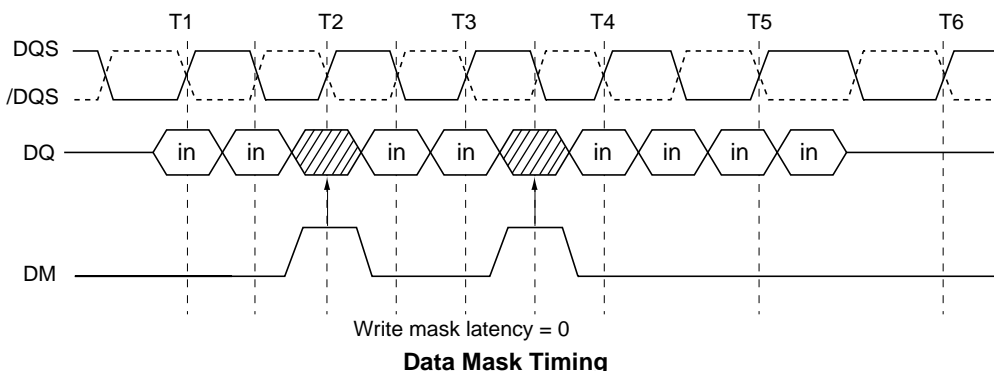 T1 T2 T3 T4 T5 T6
DQS
/DQS
DQ in in in in in in in in
DM
Write mask latency = 0
Data Mask Timing